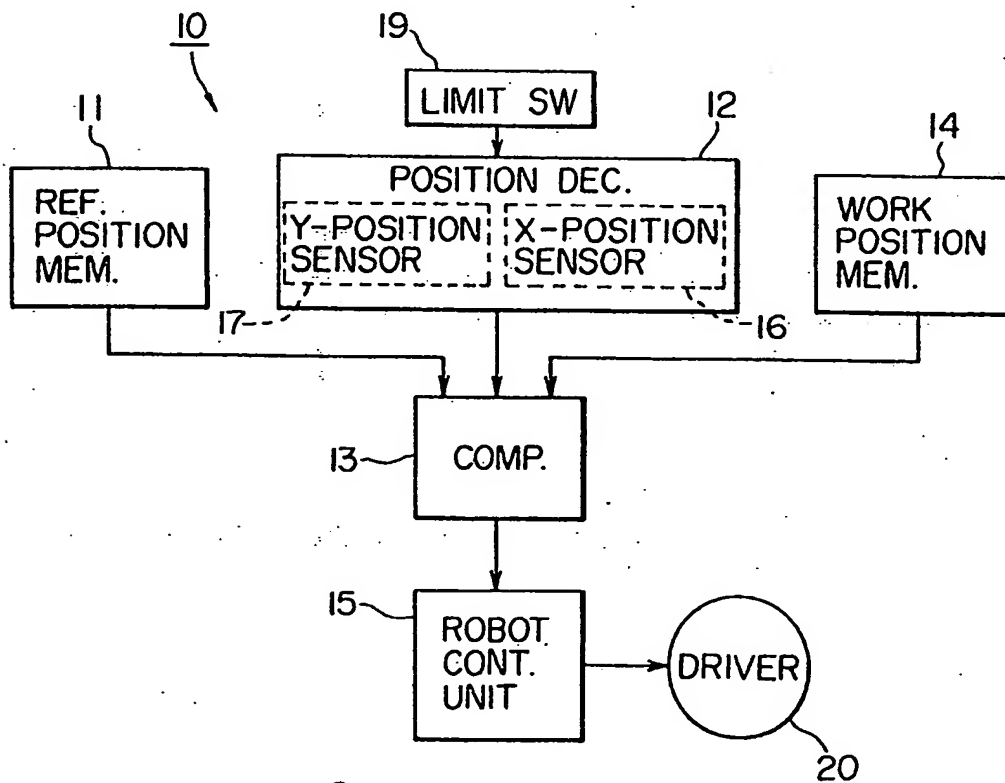 10
19
LIMIT SW
11
12
14
REF.
POSITION
MEM.
POSITION DEC.
Y-POSITION
SENSOR
X-POSITION
SENSOR
WORK
POSITION
MEM.
17
16
13
COMP.
15
ROBOT
CONT.
UNIT
DRIVER
20